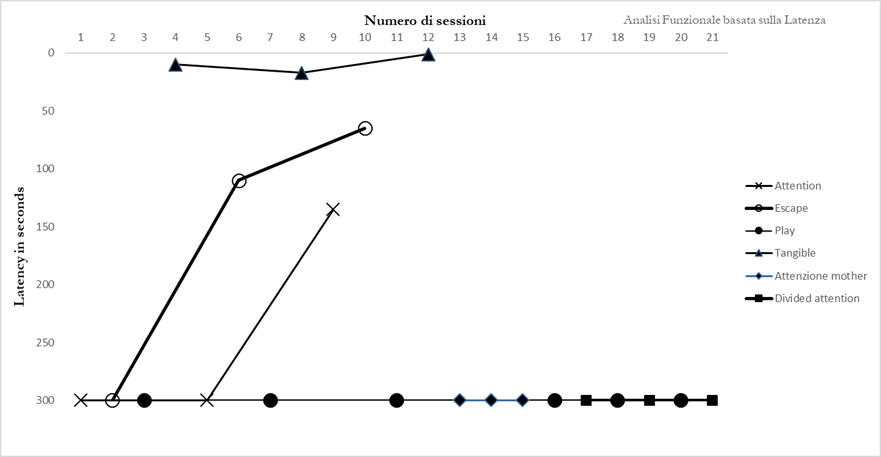 Numero di sessioni
Analisi Funzionale basata sulla Latenza
1 2 3 4 5 6 7 8 9 10 11 12 13 14 15 16 17 18 19 20 21
0
50
100
150
200
250
300
Latency in seconds
Attention
Escape
Play
Tangible
Attenzione mother
Divided attention